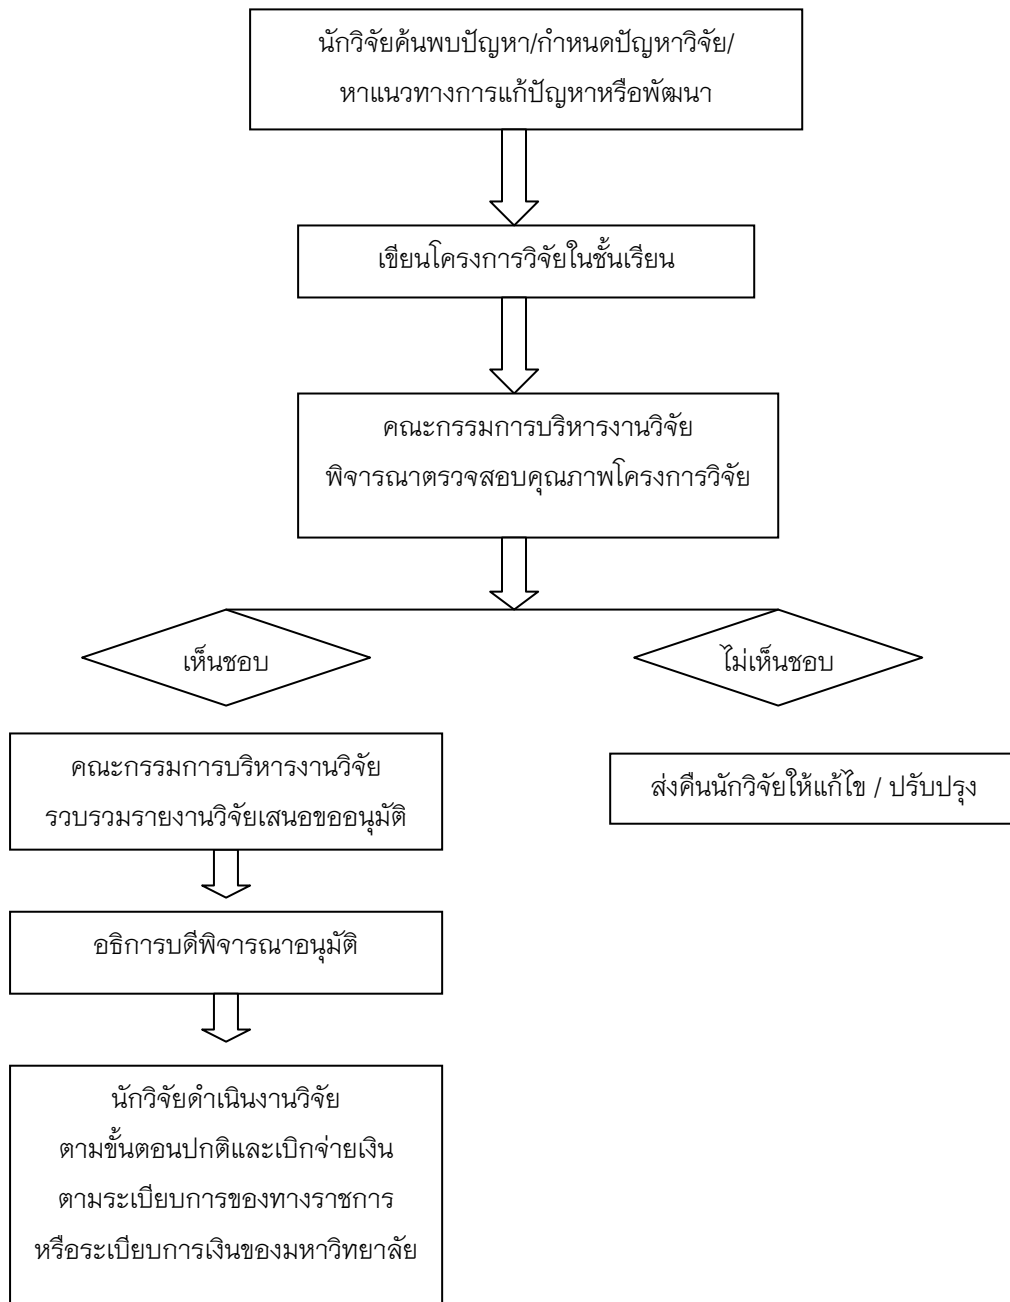 นักวิจัยค้นพบปัญหา/กำหนดปัญหาวิจัย/
หาแนวทางการแก้ปัญหาหรือพัฒนา
เขียนโครงการวิจัยในชั้นเรียน
คณะกรรมการบริหารงานวิจัย
พิจารณาตรวจสอบคุณภาพโครงการวิจัย
เห็นชอบ
ไม่เห็นชอบ
คณะกรรมการบริหารงานวิจัย
รวบรวมรายงานวิจัยเสนอขออนุมัติ
ส่งคืนนักวิจัยให้แก้ไข / ปรับปรุง
อธิการบดีพิจารณาอนุมัติ
นักวิจัยดำเนินงานวิจัย
ตามขั้นตอนปกติและเบิกจ่ายเงิน
ตามระเบียบการของทางราชการ
หรือระเบียบการเงินของมหาวิทยาลัย